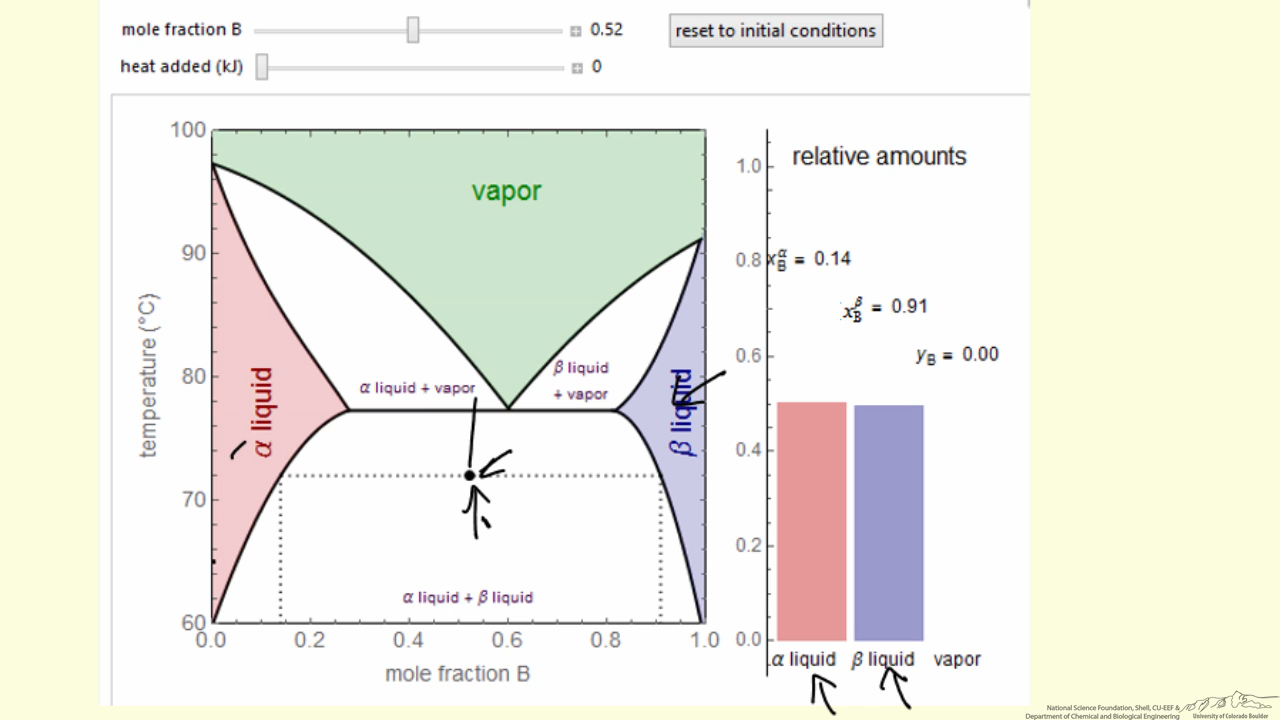 mole fraction B 0.52 reset to initial conditions
heat added (kJ) 0
100
90
80
70
60
temperature (°C)
0.0 0.2 0.4 0.6 0.8 1.0
mole fraction B
vapor
α liquid
β liquid
α liquid + vapor
β liquid
+ vapor
α liquid + β liquid
relative amounts
1.0
0.8
0.6
0.4
0.2
0.0
x_B^α = 0.14
x_B^β = 0.91
y_B = 0.00
α liquid β liquid vapor
National Science Foundation, Shell, CU-EEF &
Department of Chemical and Biological Engineering
University of Colorado Boulder